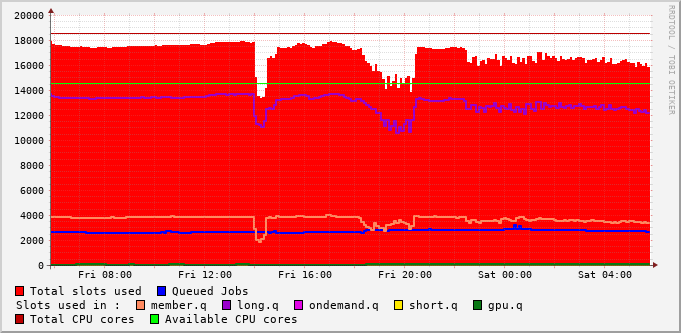 20000
18000
16000
14000
12000
10000
8000
6000
4000
2000
0
Fri 08:00 Fri 12:00 Fri 16:00 Fri 20:00 Sat 00:00 Sat 04:00
RRDTOOL / TOBI OETIKER
Total slots used Queued Jobs
Slots used in : member.q long.q ondemand.q short.q gpu.q
Total CPU cores Available CPU cores